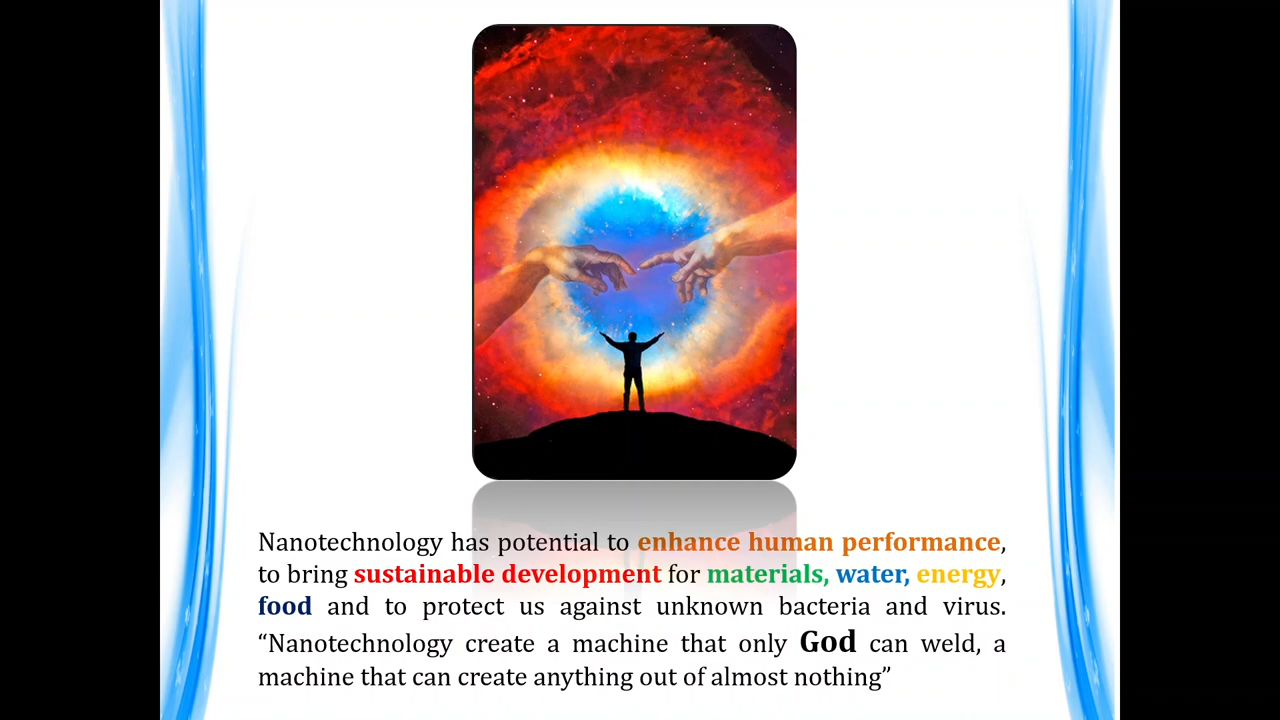 Nanotechnology has potential to enhance human performance,
to bring sustainable development for materials, water, energy,
food and to protect us against unknown bacteria and virus.
“Nanotechnology create a machine that only God can weld, a
machine that can create anything out of almost nothing”